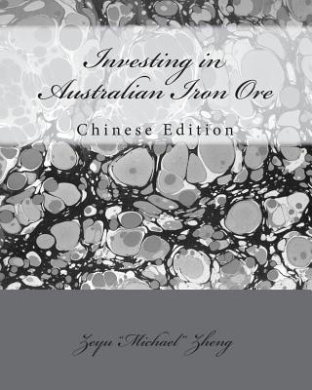 Investing in
Australian Iron Ore
Chinese Edition
Zeyu "Michael" Zheng